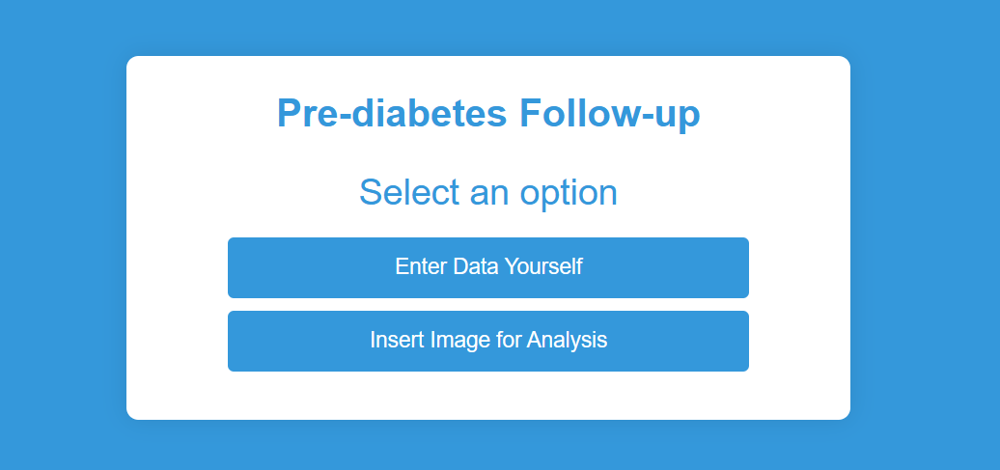 Pre-diabetes Follow-up
Select an option
Enter Data Yourself
Insert Image for Analysis